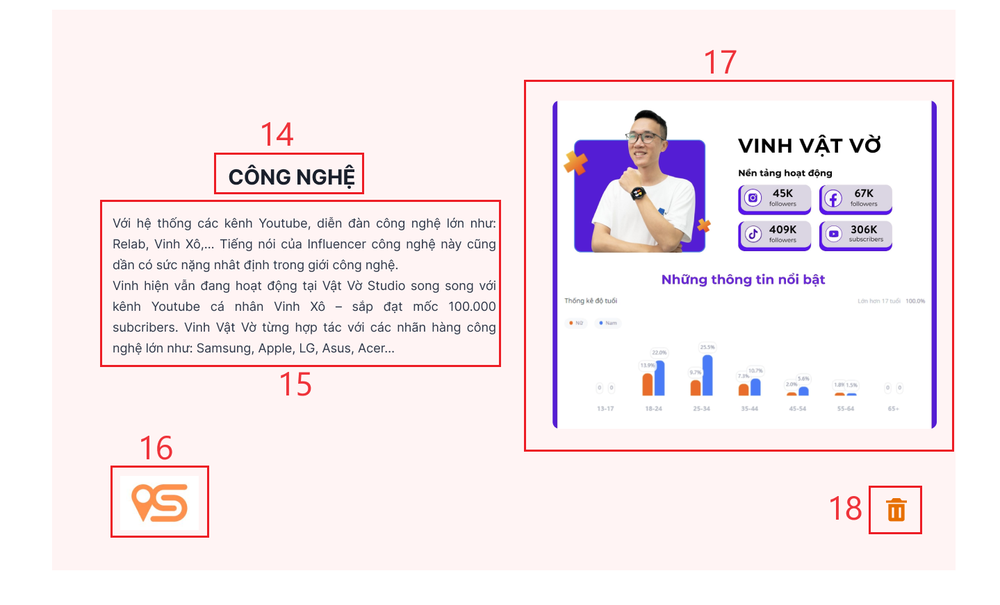 17
14
CÔNG NGHỆ
Với hệ thống các kênh Youtube, diễn đàn công nghệ lớn như:
Relab, Vinh Xô,... Tiếng nói của Influencer công nghệ này cũng
dần có sức nặng nhât định trong giới công nghệ.
Vinh hiện vẫn đang hoạt động tại Vật Vờ Studio song song với
kênh Youtube cá nhân Vinh Xô – sắp đạt mốc 100.000
subcribers. Vinh Vật Vờ từng hợp tác với các nhãn hàng công
nghệ lớn như: Samsung, Apple, LG, Asus, Acer...
15
16
S
VINH VẬT VỜ
Nền tảng hoạt động
45K
followers
67K
followers
409K
followers
306K
subscribers
Những thông tin nổi bật
Thống kê độ tuổi
Lớn hơn 17 tuổi 100.0%
Nữ Nam
0 0 13.9% 22.0% 9.7% 25.5% 7.3% 10.7% 2.0% 5.6% 1.8% 1.5% 0 0
13-17 18-24 25-34 35-44 45-54 55-64 65+
18